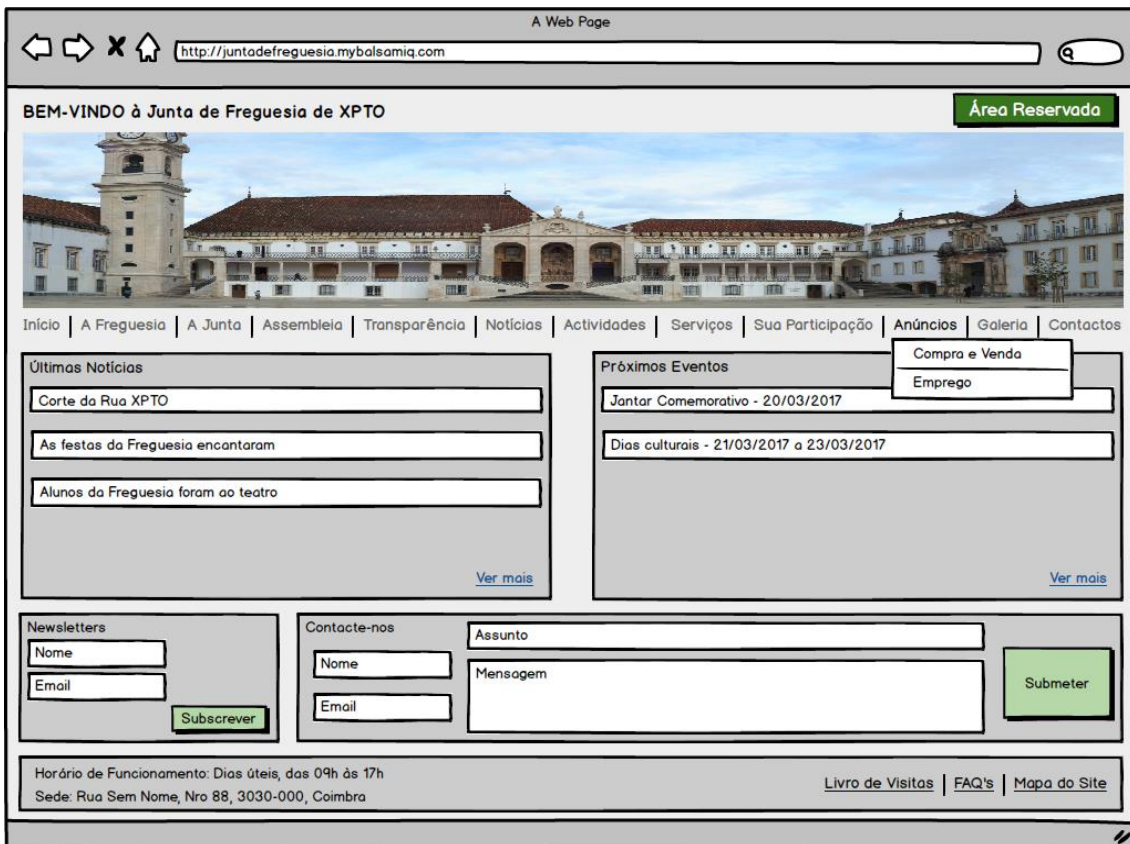 A Web Page
http://juntadefreguesia.mybalsamiq.com
BEM-VINDO à Junta de Freguesia de XPTO
Área Reservada
Início | A Freguesia | A Junta | Assembleia | Transparência | Notícias | Actividades | Serviços | Sua Participação | Anúncios | Galeria | Contactos
Compra e Venda
Emprego
Últimas Notícias
Corte da Rua XPTO
As festas da Freguesia encantaram
Alunos da Freguesia foram ao teatro
Ver mais
Próximos Eventos
Jantar Comemorativo - 20/03/2017
Dias culturais - 21/03/2017 a 23/03/2017
Ver mais
Newsletters
Nome
Email
Subscrever
Contacte-nos
Nome
Email
Assunto
Mensagem
Submeter
Horário de Funcionamento: Dias úteis, das 09h às 17h
Sede: Rua Sem Nome, Nro 88, 3030-000, Coimbra
Livro de Visitas | FAQ's | Mapa do Site